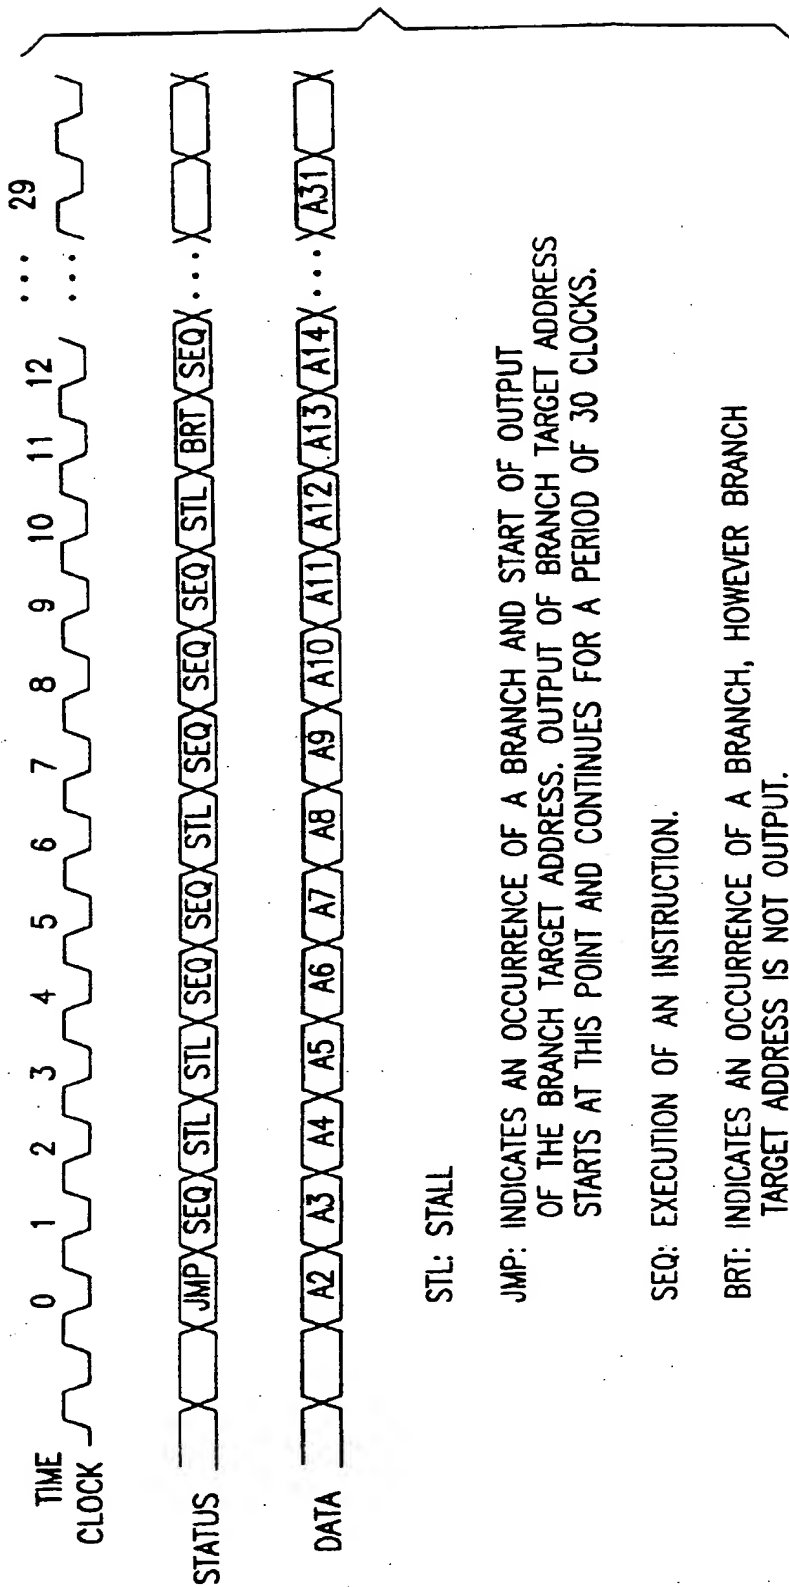 TIME 0 1 2 3 4 5 6 7 8 9 10 11 12 ... 29
CLOCK ...
STATUS JMP SEQ STL STL SEQ SEQ STL SEQ SEQ SEQ STL BRT SEQ ...
DATA A2 A3 A4 A5 A6 A7 A8 A9 A10 A11 A12 A13 A14 ... A31
STL: STALL
JMP: INDICATES AN OCCURRENCE OF A BRANCH AND START OF OUTPUT
OF THE BRANCH TARGET ADDRESS. OUTPUT OF BRANCH TARGET ADDRESS
STARTS AT THIS POINT AND CONTINUES FOR A PERIOD OF 30 CLOCKS.
SEQ: EXECUTION OF AN INSTRUCTION.
BRT: INDICATES AN OCCURRENCE OF A BRANCH, HOWEVER BRANCH
TARGET ADDRESS IS NOT OUTPUT.